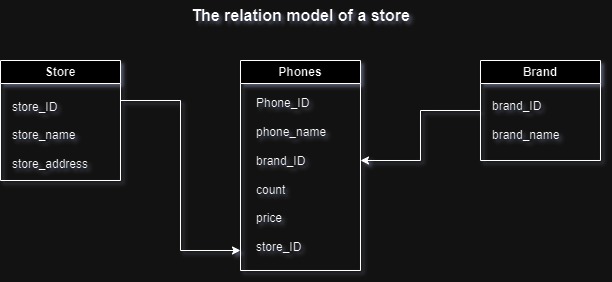 The relation model of a store
Store
store_ID
store_name
store_address
Phones
Phone_ID
phone_name
brand_ID
count
price
store_ID
Brand
brand_ID
brand_name